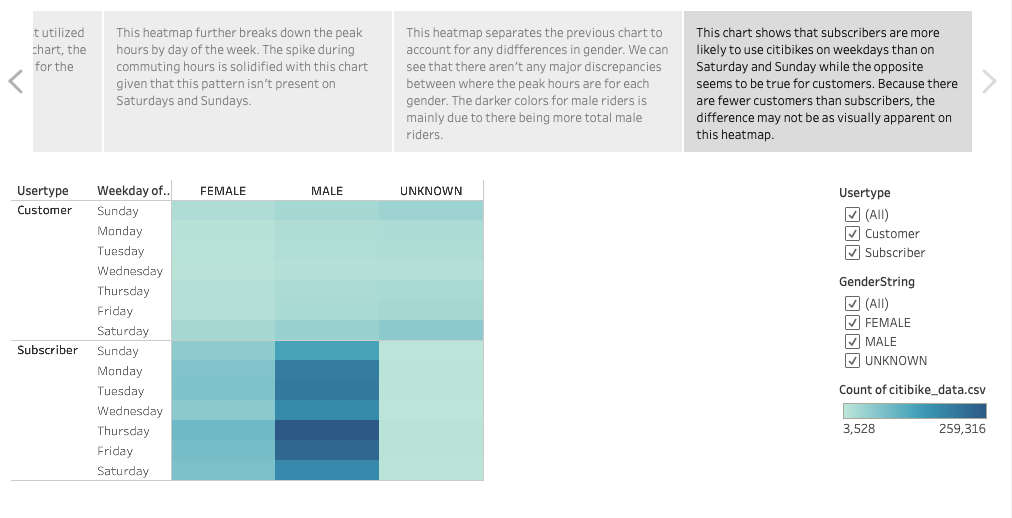 t utilized
chart, the
for the
This heatmap further breaks down the peak
hours by day of the week. The spike during
commuting hours is solidified with this chart
given that this pattern isn't present on
Saturdays and Sundays.
This heatmap separates the previous chart to
account for any didfferences in gender. We can
see that there aren't any major discrepancies
between where the peak hours are for each
gender. The darker colors for male riders is
mainly due to there being more total male
riders.
This chart shows that subscribers are more
likely to use citibikes on weekdays than on
Saturday and Sunday while the opposite
seems to be true for customers. Because there
are fewer customers than subscribers, the
difference may not be as visually apparent on
this heatmap.
Usertype Weekday of.. FEMALE MALE UNKNOWN
Customer Sunday
Monday
Tuesday
Wednesday
Thursday
Friday
Saturday
Subscriber Sunday
Monday
Tuesday
Wednesday
Thursday
Friday
Saturday
Usertype
(All)
Customer
Subscriber
GenderString
(All)
FEMALE
MALE
UNKNOWN
Count of citibike_data.csv
3,528 259,316